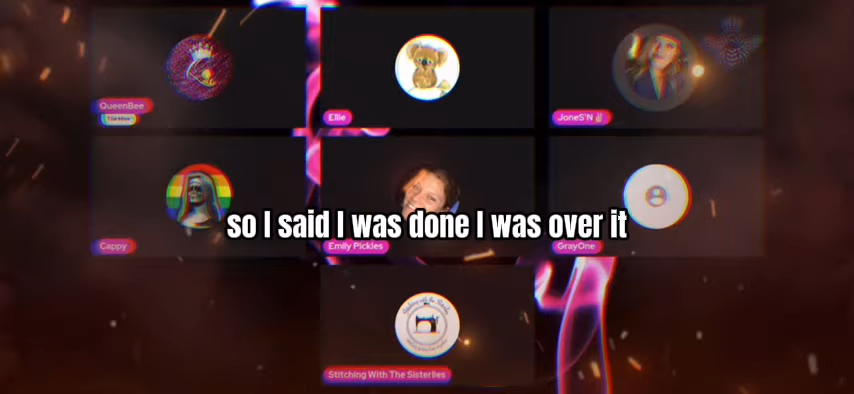 QueenBee
Ellie
JoneS'N ✌
so I said I was done I was over it
Cappy
Emily Pickles
GrayOne
Stitching With The Sisterlies